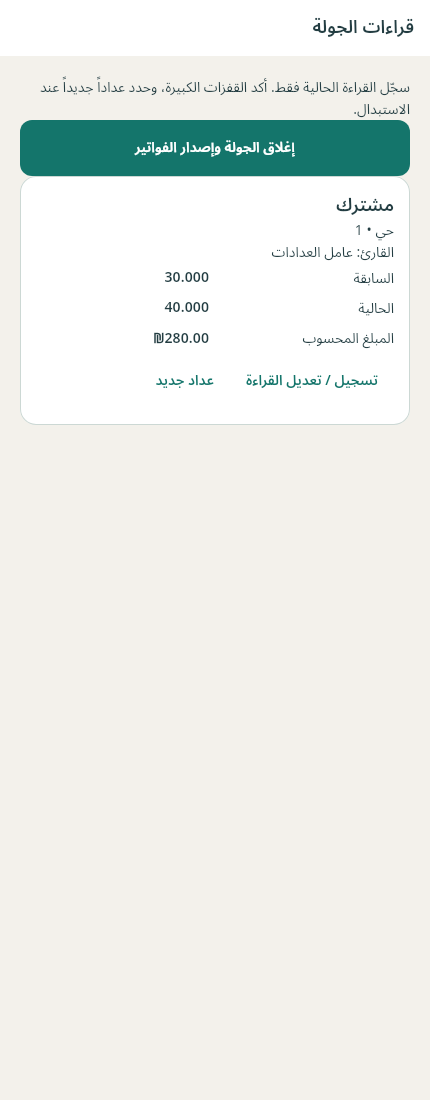 قراءات الجولة
سجّل القراءة الحالية فقط. أكد القفزات الكبيرة، وحدد عداداً جديداً عند
الاستبدال.
إغلاق الجولة وإصدار الفواتير
مشترك
حي • 1
القارئ: عامل العدادات
السابقة 30.000
الحالية 40.000
المبلغ المحسوب ₪280.00
تسجيل / تعديل القراءة عداد جديد